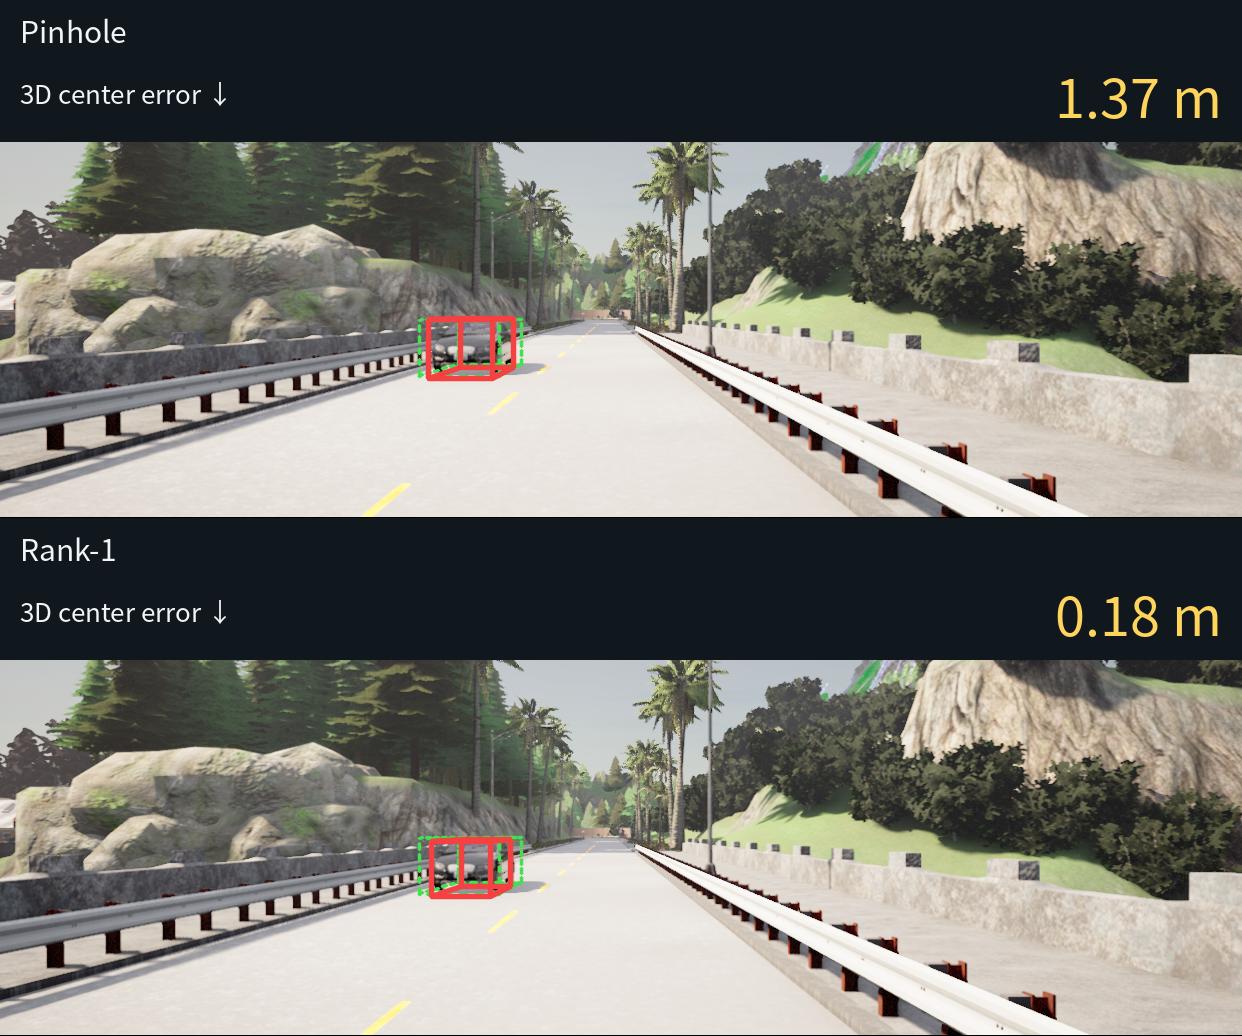 Pinhole
3D center error ↓
1.37 m
Rank-1
3D center error ↓
0.18 m